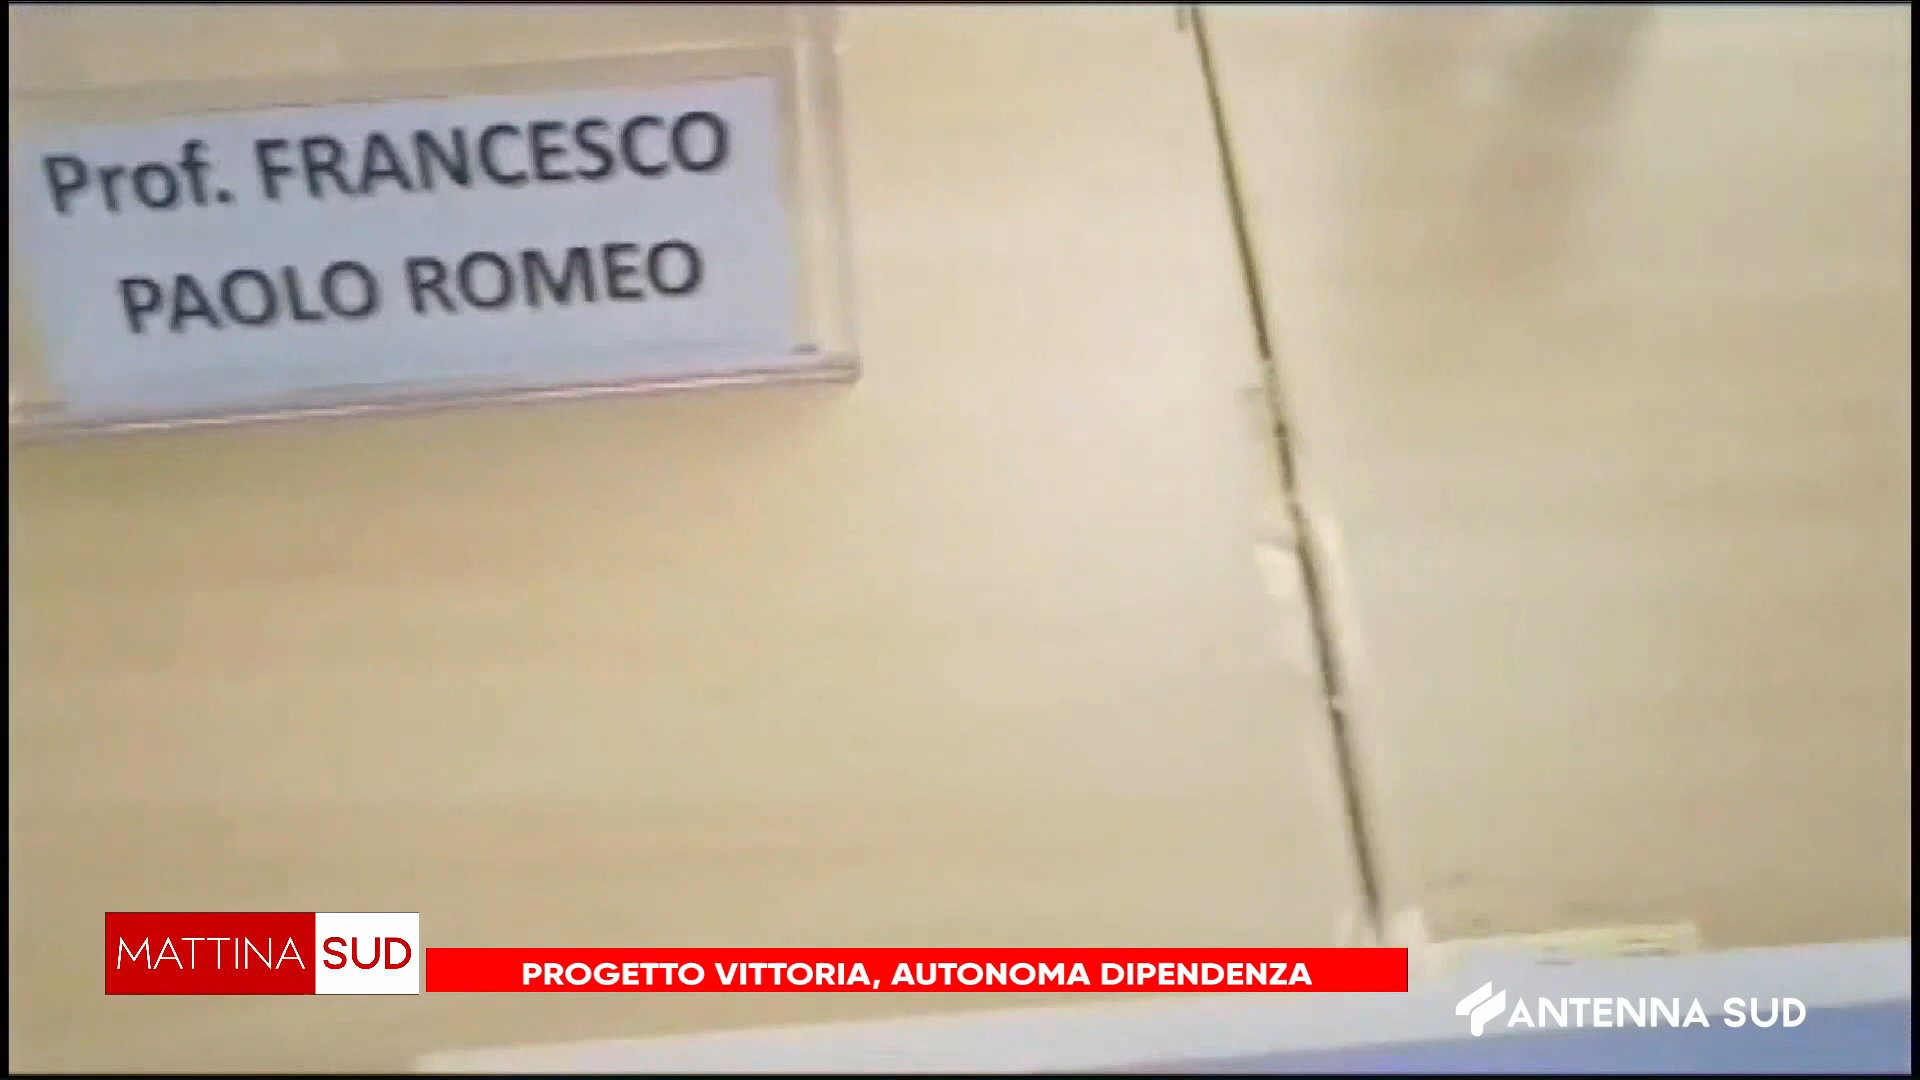 Prof. FRANCESCO
PAOLO ROMEO
MATTINA SUD
PROGETTO VITTORIA, AUTONOMA DIPENDENZA
ANTENNA SUD